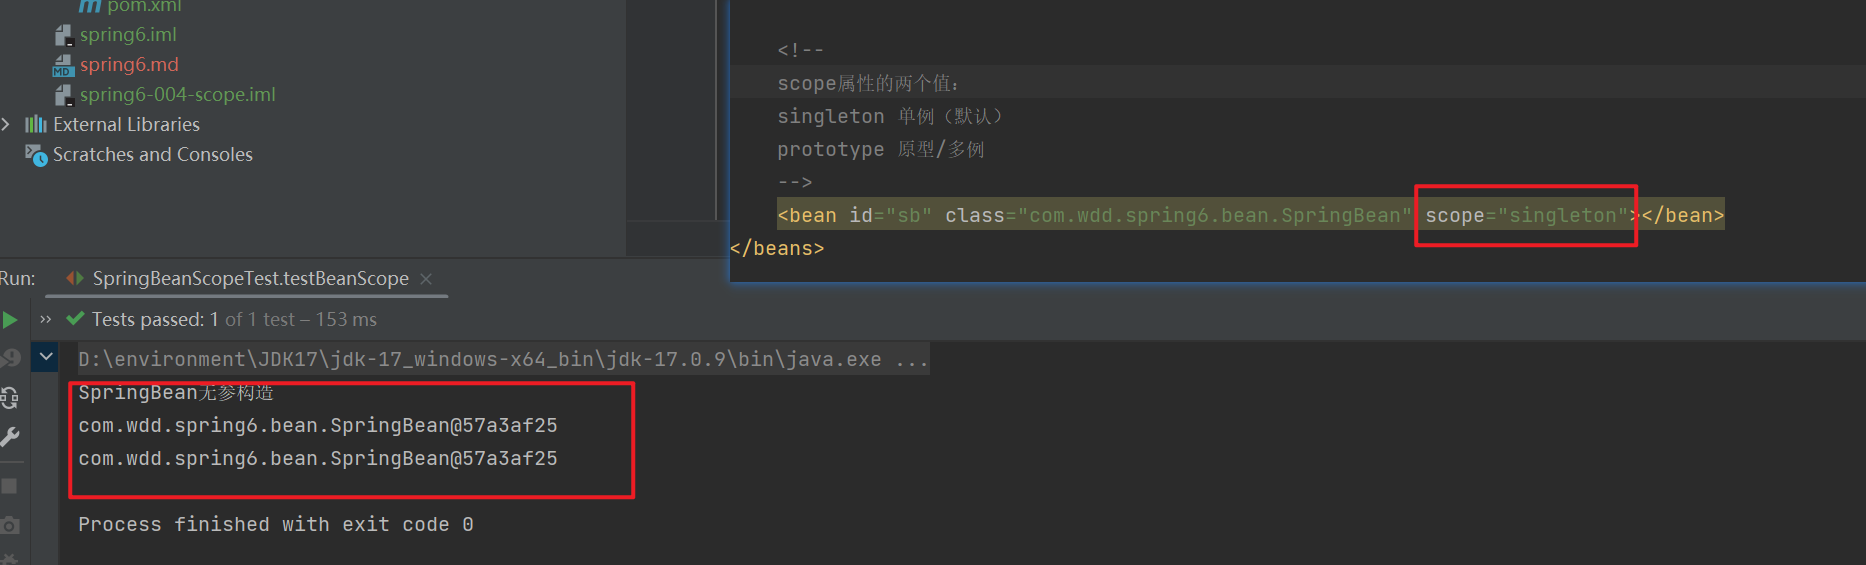 pom.xml
spring6.iml
spring6.md
spring6-004-scope.iml
External Libraries
Scratches and Consoles
<!--
scope属性的两个值：
singleton 单例（默认）
prototype 原型/多例
-->
<bean id="sb" class="com.wdd.spring6.bean.SpringBean" scope="singleton"></bean>
</beans>
Run: SpringBeanScopeTest.testBeanScope
Tests passed: 1 of 1 test – 153 ms
D:\environment\JDK17\jdk-17_windows-x64_bin\jdk-17.0.9\bin\java.exe ...
SpringBean无参构造
com.wdd.spring6.bean.SpringBean@57a3af25
com.wdd.spring6.bean.SpringBean@57a3af25
Process finished with exit code 0